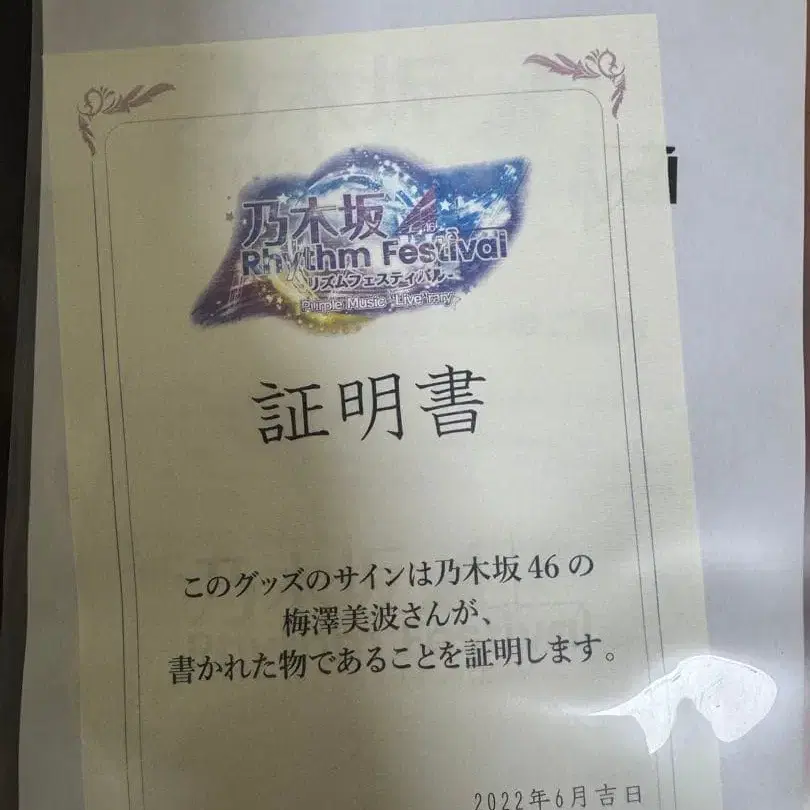 乃木坂46
Rhythm Festival
-リズムフェスティバル-
Purple Music "Live"rary
証明書
このグッズのサインは乃木坂46の
梅澤美波さんが、
書かれた物であることを証明します。
2022年6月吉日